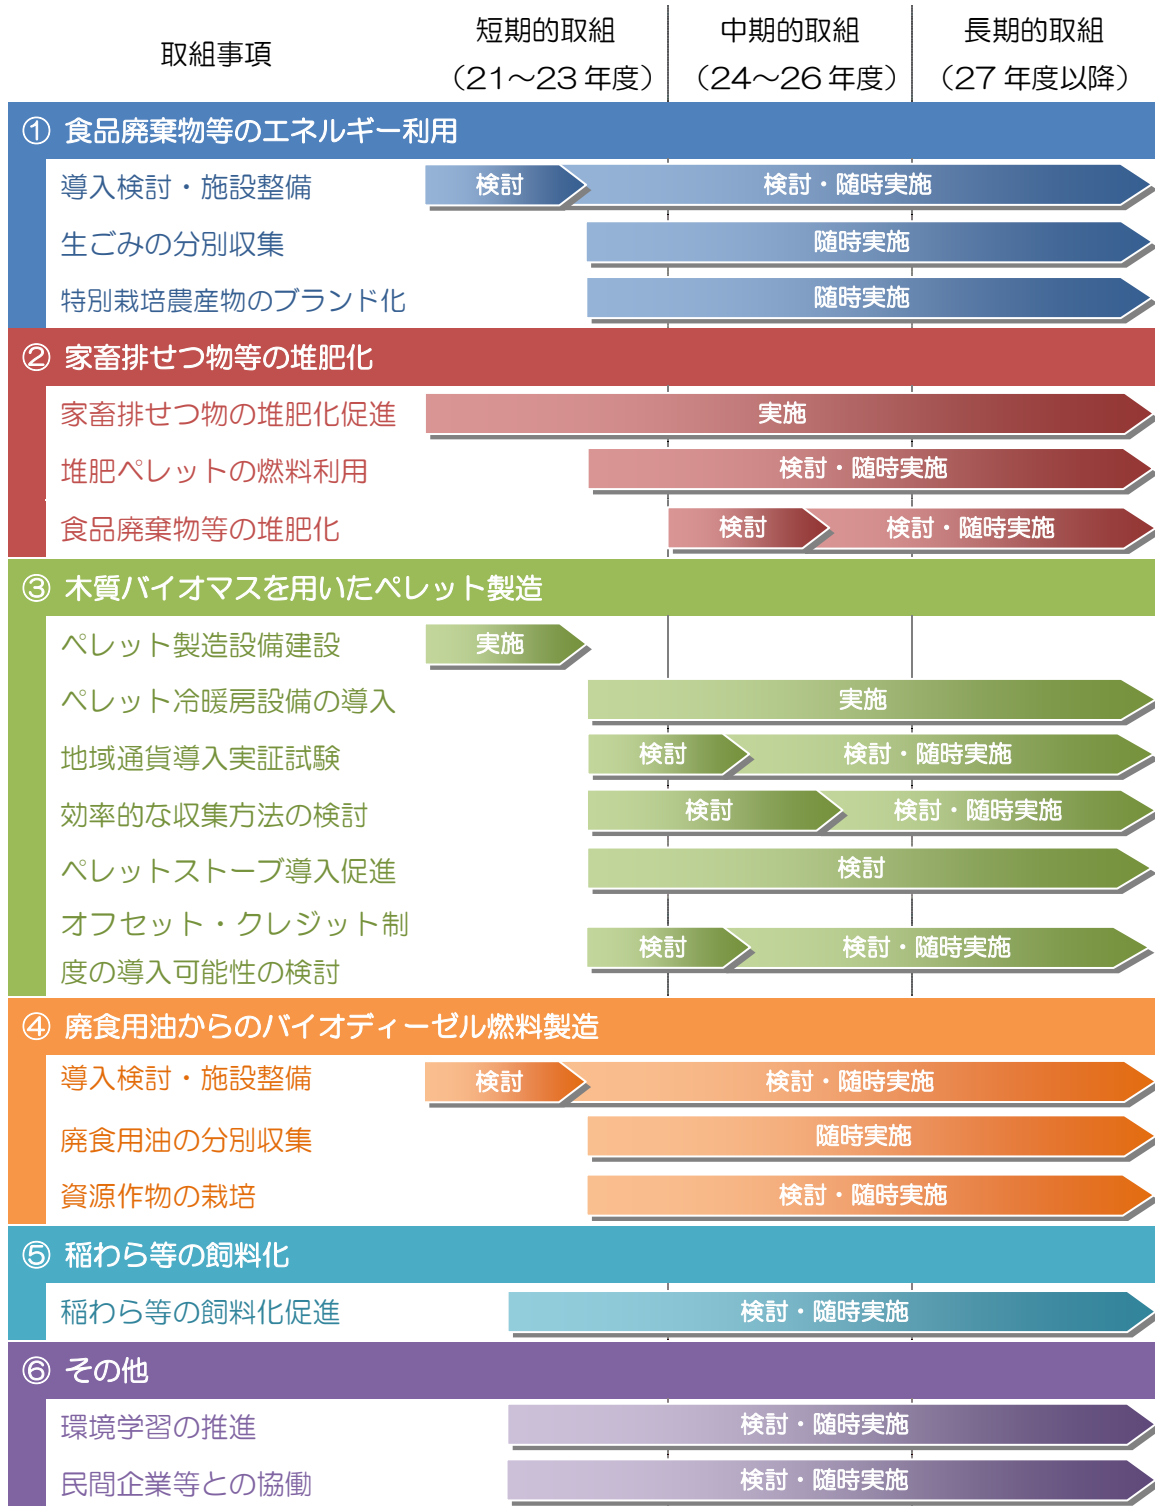 取組事項
短期的取組
（21～23 年度）
中期的取組
（24～26 年度）
長期的取組
（27 年度以降）
① 食品廃棄物等のエネルギー利用
導入検討・施設整備
検討
検討・随時実施
生ごみの分別収集
随時実施
特別栽培農産物のブランド化
随時実施
② 家畜排せつ物等の堆肥化
家畜排せつ物の堆肥化促進
実施
堆肥ペレットの燃料利用
検討・随時実施
食品廃棄物等の堆肥化
検討
検討・随時実施
③ 木質バイオマスを用いたペレット製造
ペレット製造設備建設
実施
ペレット冷暖房設備の導入
実施
地域通貨導入実証試験
検討
検討・随時実施
効率的な収集方法の検討
検討
検討・随時実施
ペレットストーブ導入促進
検討
オフセット・クレジット制
度の導入可能性の検討
検討
検討・随時実施
④ 廃食用油からのバイオディーゼル燃料製造
導入検討・施設整備
検討
検討・随時実施
廃食用油の分別収集
随時実施
資源作物の栽培
検討・随時実施
⑤ 稲わら等の飼料化
稲わら等の飼料化促進
検討・随時実施
⑥ その他
環境学習の推進
検討・随時実施
民間企業等との協働
検討・随時実施